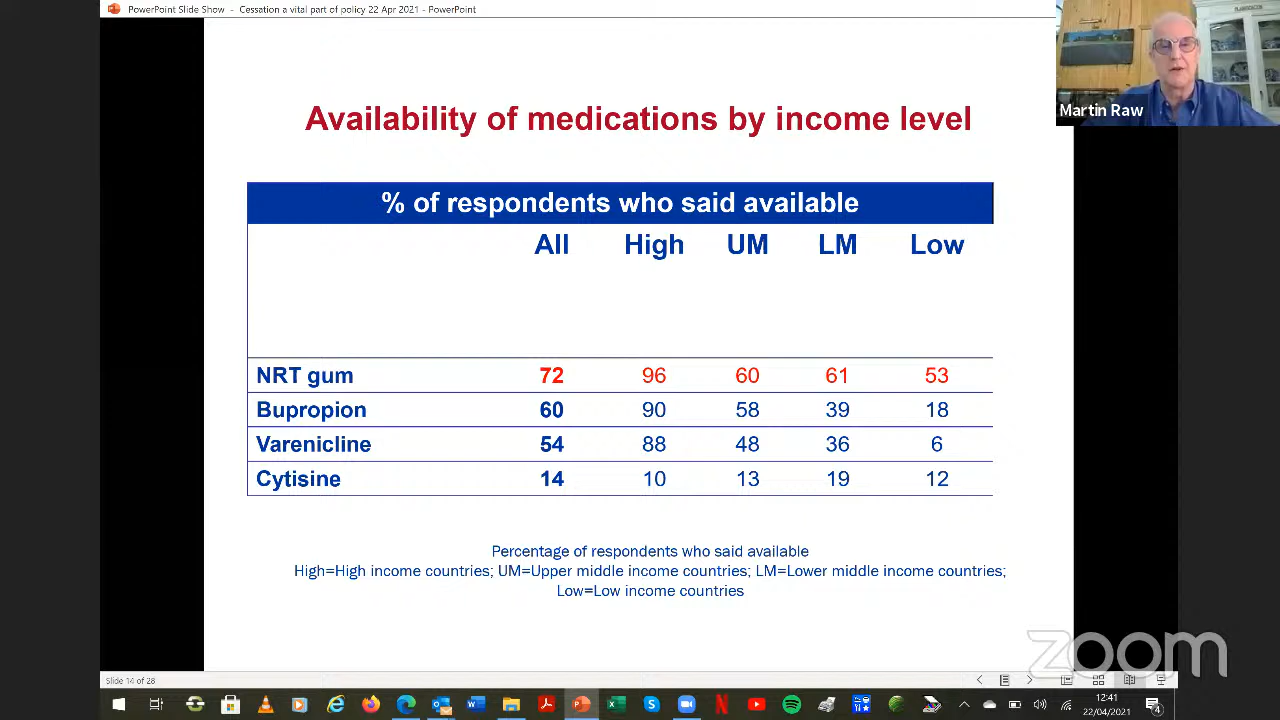 PowerPoint Slide Show - Cessation a vital part of policy 22 Apr 2021 - PowerPoint
Martin Raw
Availability of medications by income level
% of respondents who said available
All High UM LM Low
NRT gum 72 96 60 61 53
Bupropion 60 90 58 39 18
Varenicline 54 88 48 36 6
Cytisine 14 10 13 19 12
Percentage of respondents who said available
High=High income countries; UM=Upper middle income countries; LM=Lower middle income countries;
Low=Low income countries
zoom
Slide 14 of 28
12:41
22/04/2021
4